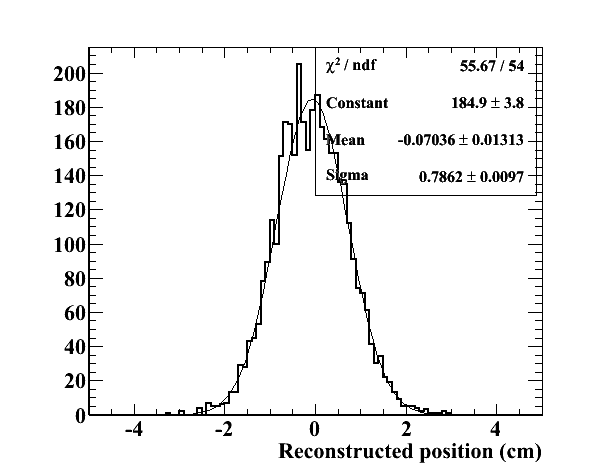 200
180
160
140
120
100
80
60
40
20
0
χ² / ndf 55.67 / 54
Constant 184.9 ± 3.8
Mean -0.07036 ± 0.01313
Sigma 0.7862 ± 0.0097
-4 -2 0 2 4
Reconstructed position (cm)